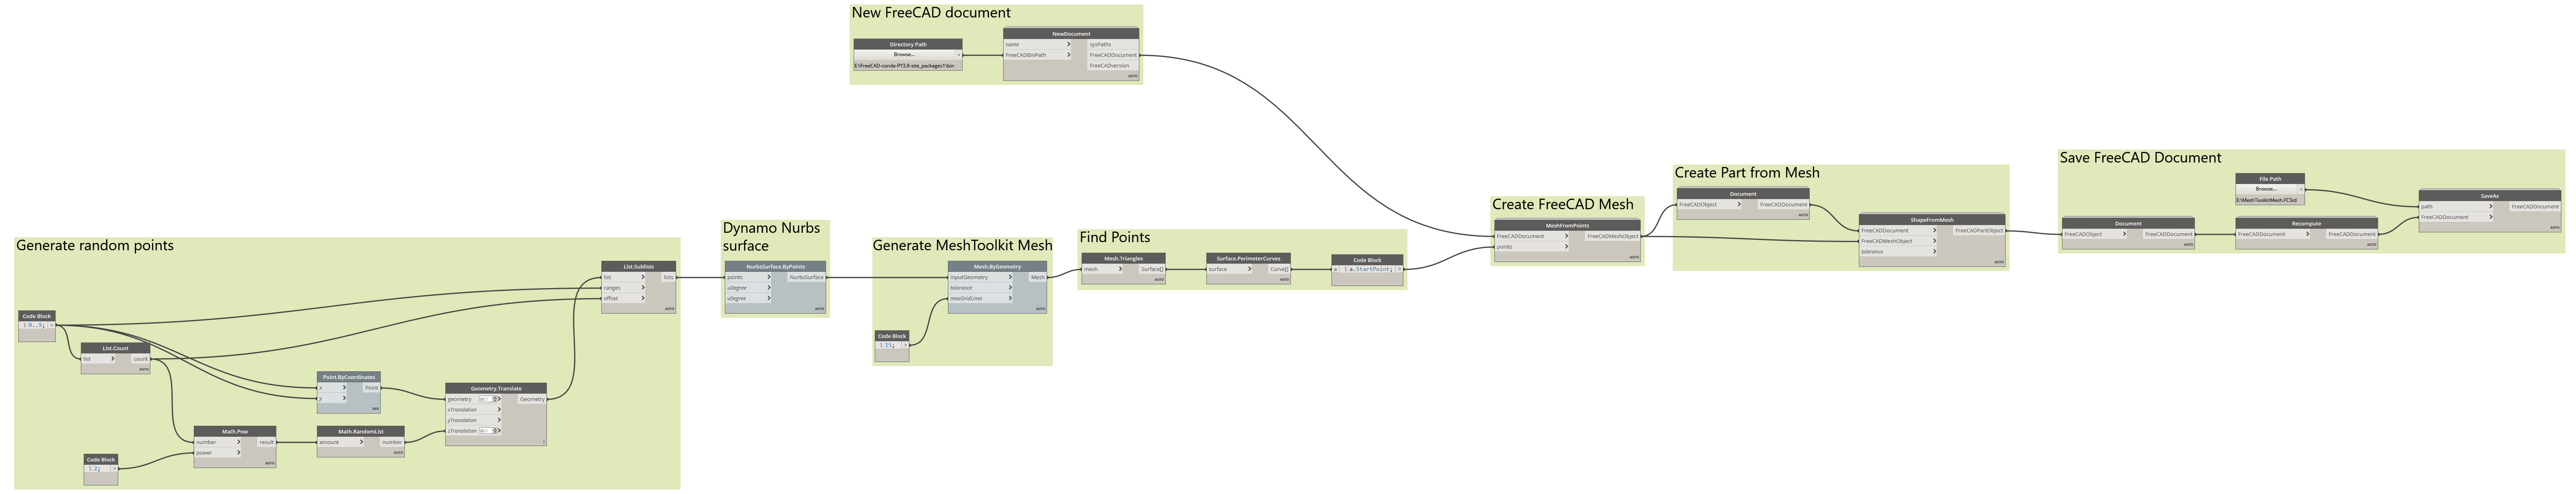 New FreeCAD document
Directory Path
Browse... >
E:\FreeCAD-conda-PY3.8-site_packages1\bin
NewDocument
name > sysPaths
FreeCADBinPath > FreeCADDocument
FreeCADversion
AUTO
Generate random points
Code Block
1 0..9; >
List.Count
list > count
AUTO
Code Block
1 2; >
Math.Pow
number > result
power >
AUTO
Math.RandomList
amount > number
AUTO
Point.ByCoordinates
x > Point
y >
XXX
Geometry.Translate
geometry > Geometry
xTranslation >
yTranslation >
zTranslation >
List.Sublists
list > lists
ranges >
offset >
AUTO
Dynamo Nurbs
surface
NurbsSurface.ByPoints
points > NurbsSurface
uDegree >
vDegree >
AUTO
Generate MeshToolkit Mesh
Mesh.ByGeometry
inputGeometry > Mesh
tolerance >
maxGridLines >
AUTO
Code Block
1 15; >
Find Points
Mesh.Triangles
mesh > Surface[]
AUTO
Surface.PerimeterCurves
surface > Curve[]
AUTO
Code Block
a 1 a.StartPoint; >
Create FreeCAD Mesh
MeshFromPoints
FreeCADDocument > FreeCADMeshObject
points >
AUTO
Create Part from Mesh
Document
FreeCADObject > FreeCADDocument
AUTO
ShapeFromMesh
FreeCADDocument > FreeCADPartObject
FreeCADMeshObject >
tolerance >
AUTO
Save FreeCAD Document
File Path
Browse... >
E:\MeshToolkitMesh.FCStd
Document
FreeCADObject > FreeCADDocument
AUTO
Recompute
FreeCADDocument > FreeCADDocument
AUTO
SaveAs
path > FreeCADDocument
FreeCADDocument >
AUTO